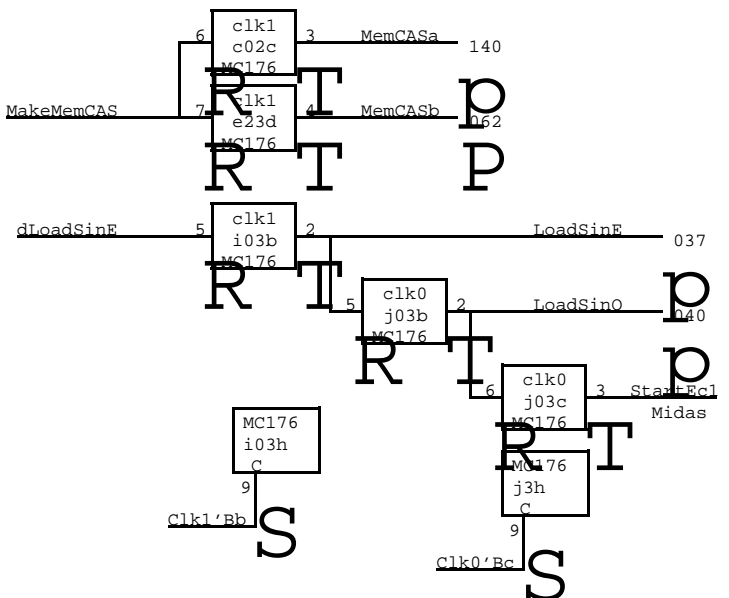 clk1
6 c02c 3 MemCASa 140
MC176
R T p
MakeMemCAS 7 clk1 4 MemCASb 062
e23d
MC176
R T P
dLoadSinE 5 clk1 2 LoadSinE 037
i03b
MC176
R T p
5 clk0 2 LoadSinO 040
j03b
MC176
R T p
6 clk0 3 StartEc1
j03c Midas
MC176
R T
MC176
i03h
C
9
Clk1'Bb S
MC176
j3h
C
9
Clk0'Bc S